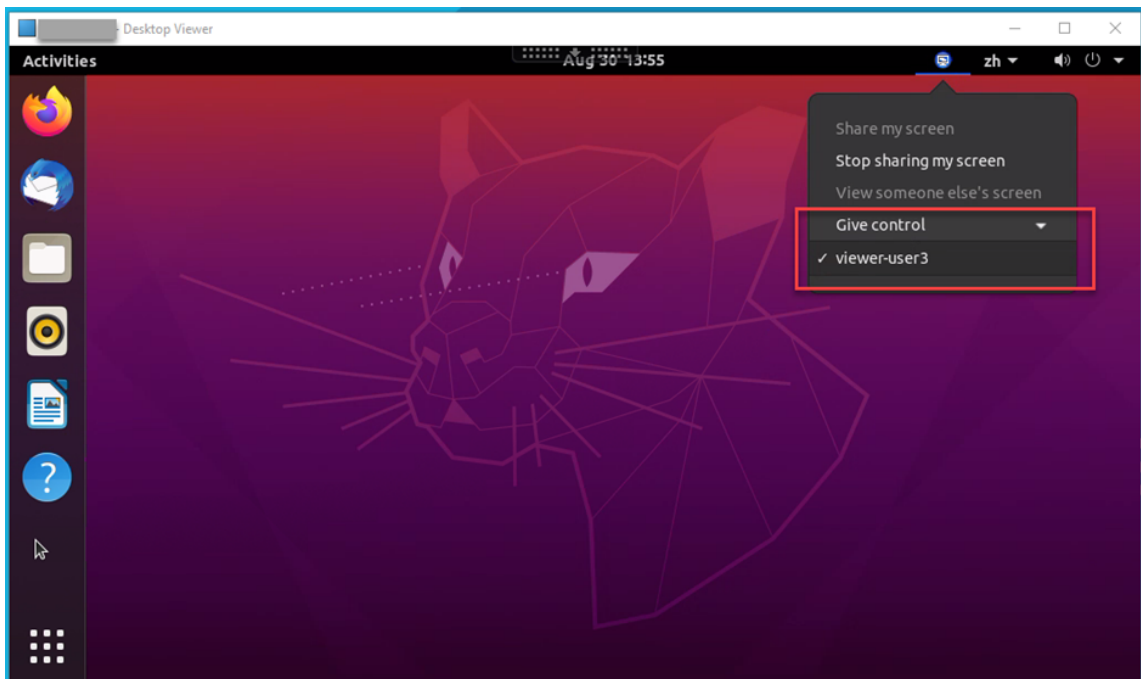 Desktop Viewer
Activities
Aug 30 13:55
zh
Share my screen
Stop sharing my screen
View someone else's screen
Give control
✓ viewer-user3
?